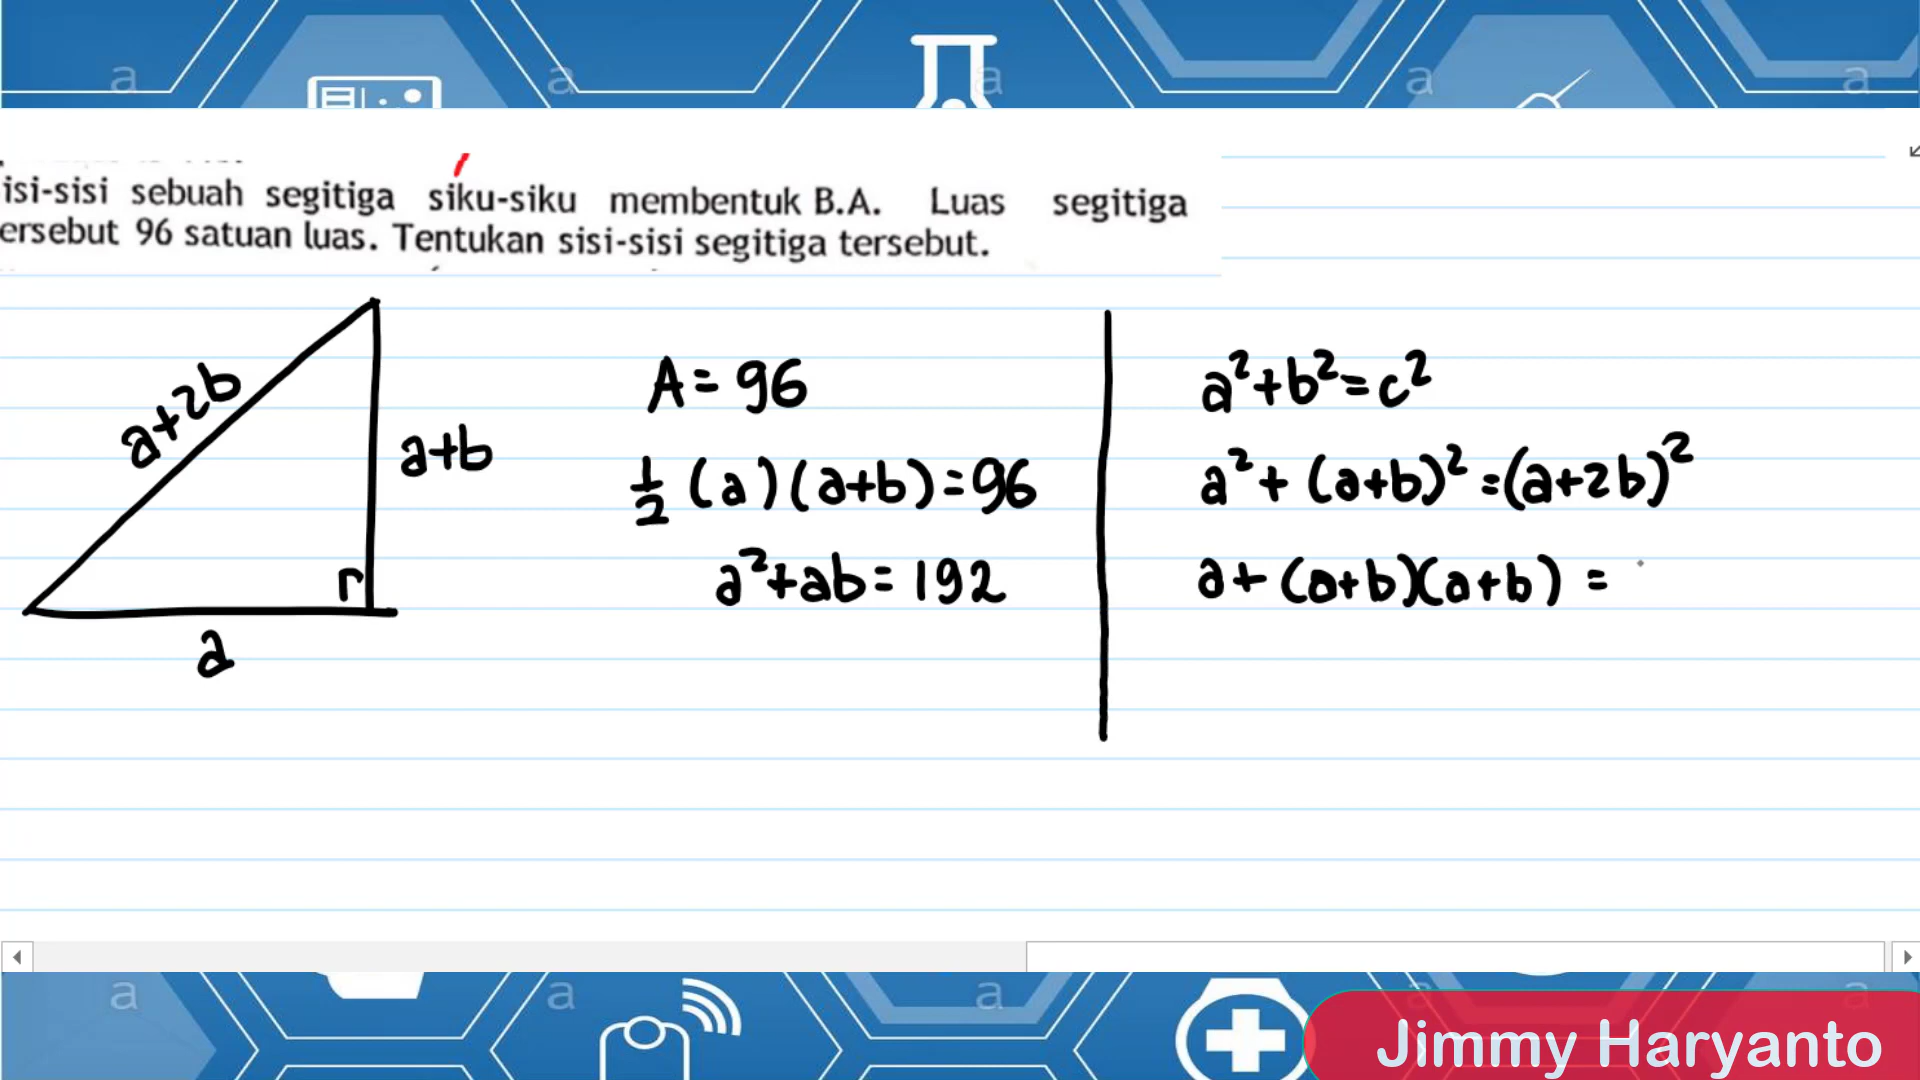 isi-sisi sebuah segitiga siku-siku membentuk B.A. Luas segitiga
ersebut 96 satuan luas. Tentukan sisi-sisi segitiga tersebut.
a+2b
a+b
a
A = 96
½ (a)(a+b) = 96
a²+ab = 192
a²+b²=c²
a² + (a+b)² = (a+2b)²
a + (a+b)(a+b) =
Jimmy Haryanto